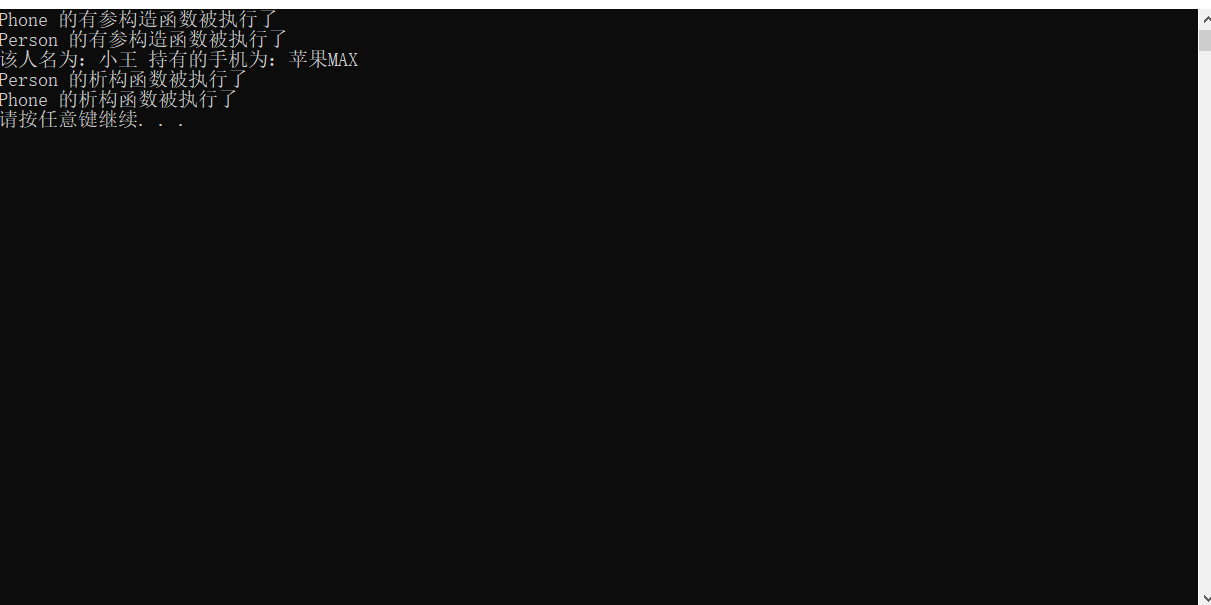 Phone 的有参构造函数被执行了
Person 的有参构造函数被执行了
该人名为：小王 持有的手机为：苹果MAX
Person 的析构函数被执行了
Phone 的析构函数被执行了
请按任意键继续. . .